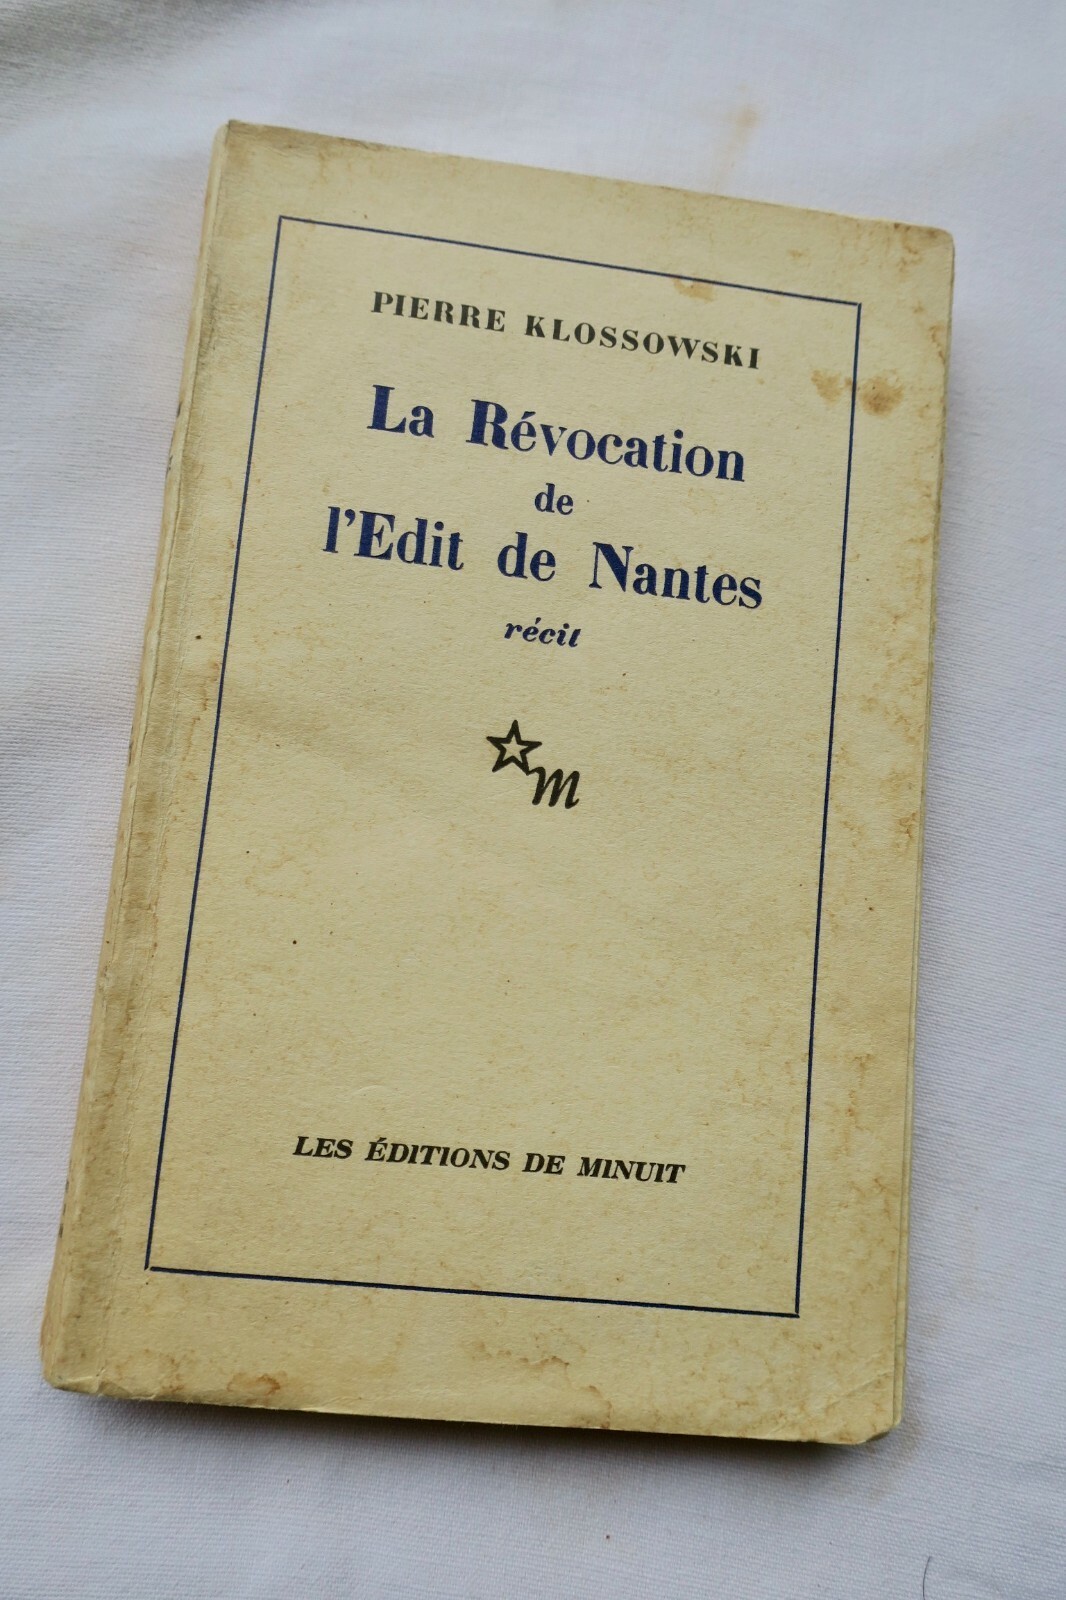 PIERRE KLOSSOWSKI
La Révocation
de
l'Edit de Nantes
récit
m
LES ÉDITIONS DE MINUIT